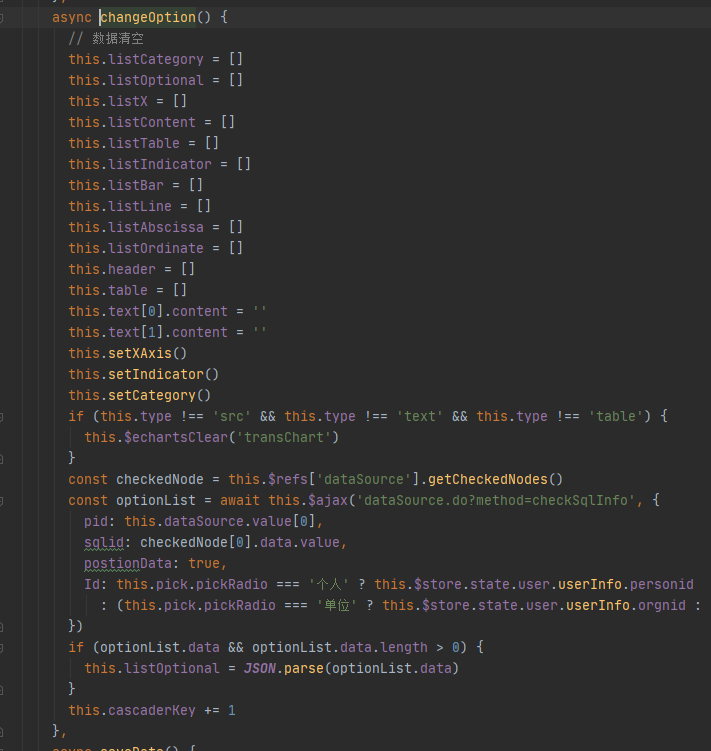 },
async changeOption() {
// 数据清空
this.listCategory = []
this.listOptional = []
this.listX = []
this.listContent = []
this.listTable = []
this.listIndicator = []
this.listBar = []
this.listLine = []
this.listAbscissa = []
this.listOrdinate = []
this.header = []
this.table = []
this.text[0].content = ''
this.text[1].content = ''
this.setXAxis()
this.setIndicator()
this.setCategory()
if (this.type !== 'src' && this.type !== 'text' && this.type !== 'table') {
this.$echartsClear('transChart')
}
const checkedNode = this.$refs['dataSource'].getCheckedNodes()
const optionList = await this.$ajax('dataSource.do?method=checkSqlInfo', {
pid: this.dataSource.value[0],
sqlid: checkedNode[0].data.value,
postionData: true,
Id: this.pick.pickRadio === '个人' ? this.$store.state.user.userInfo.personid
: (this.pick.pickRadio === '单位' ? this.$store.state.user.userInfo.orgnid :
})
if (optionList.data && optionList.data.length > 0) {
this.listOptional = JSON.parse(optionList.data)
}
this.cascaderKey += 1
},
async saveData() {